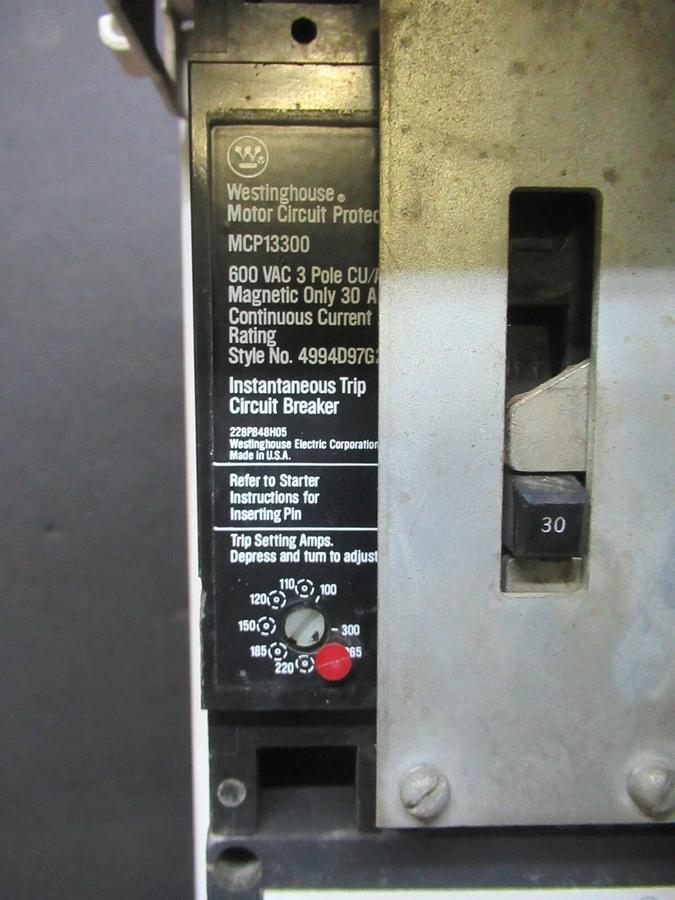 W®
Westinghouse®
Motor Circuit Protec
MCP13300
600 VAC 3 Pole CU/A
Magnetic Only 30 A
Continuous Current
Rating
Style No. 4994D97G
Instantaneous Trip
Circuit Breaker
228P848H05
Westinghouse Electric Corporation
Made in U.S.A.
Refer to Starter
Instructions for
Inserting Pin
Trip Setting Amps.
Depress and turn to adjust
110
100
120
150
300
185
65
220
30